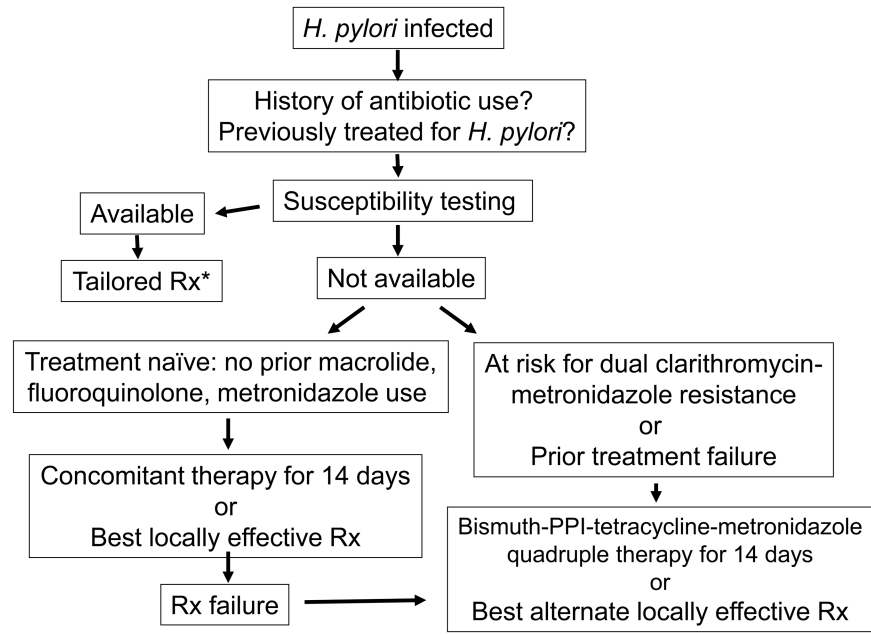 H. pylori infected
History of antibiotic use?
Previously treated for H. pylori?
Susceptibility testing
Available
Tailored Rx*
Not available
Treatment naïve: no prior macrolide,
fluoroquinolone, metronidazole use
At risk for dual clarithromycin-
metronidazole resistance
or
Prior treatment failure
Concomitant therapy for 14 days
or
Best locally effective Rx
Bismuth-PPI-tetracycline-metronidazole
quadruple therapy for 14 days
or
Best alternate locally effective Rx
Rx failure